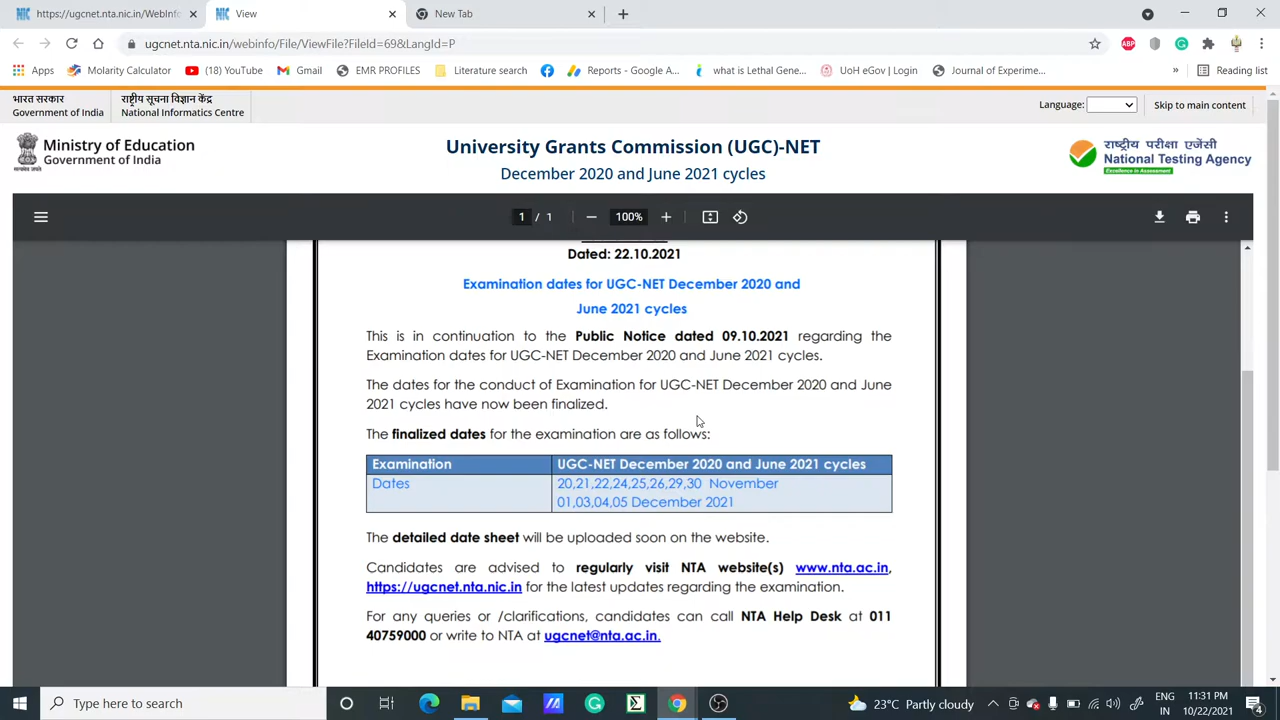 https://ugcnet.nta.nic.in/WebInfo
View
New Tab
ugcnet.nta.nic.in/webinfo/File/ViewFile?FileId=69&LangId=P
ABP
Apps
Molarity Calculator
(18) YouTube
Gmail
EMR PROFILES
Literature search
Reports - Google A...
what is Lethal Gene...
UoH eGov | Login
Journal of Experime...
»
Reading list
भारत सरकार
Government of India
राष्ट्रीय सूचना विज्ञान केंद्र
National Informatics Centre
Language:
Skip to main content
Ministry of Education
Government of India
University Grants Commission (UGC)-NET
December 2020 and June 2021 cycles
राष्ट्रीय परीक्षा एजेंसी
National Testing Agency
Excellence in Assessment
1 / 1
100%
Dated: 22.10.2021
Examination dates for UGC-NET December 2020 and
June 2021 cycles
This is in continuation to the Public Notice dated 09.10.2021 regarding the
Examination dates for UGC-NET December 2020 and June 2021 cycles.
The dates for the conduct of Examination for UGC-NET December 2020 and June
2021 cycles have now been finalized.
The finalized dates for the examination are as follows:
Examination
UGC-NET December 2020 and June 2021 cycles
Dates
20,21,22,24,25,26,29,30 November
01,03,04,05 December 2021
The detailed date sheet will be uploaded soon on the website.
Candidates are advised to regularly visit NTA website(s) www.nta.ac.in,
https://ugcnet.nta.nic.in for the latest updates regarding the examination.
For any queries or /clarifications, candidates can call NTA Help Desk at 011
40759000 or write to NTA at ugcnet@nta.ac.in.
Type here to search
23°C Partly cloudy
ENG
IN
11:31 PM
10/22/2021
4